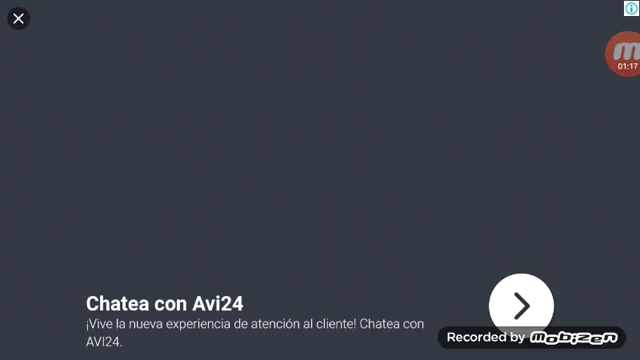 01:17
Chatea con Avi24
¡Vive la nueva experiencia de atención al cliente! Chatea con
AVI24.
Recorded by mobizen